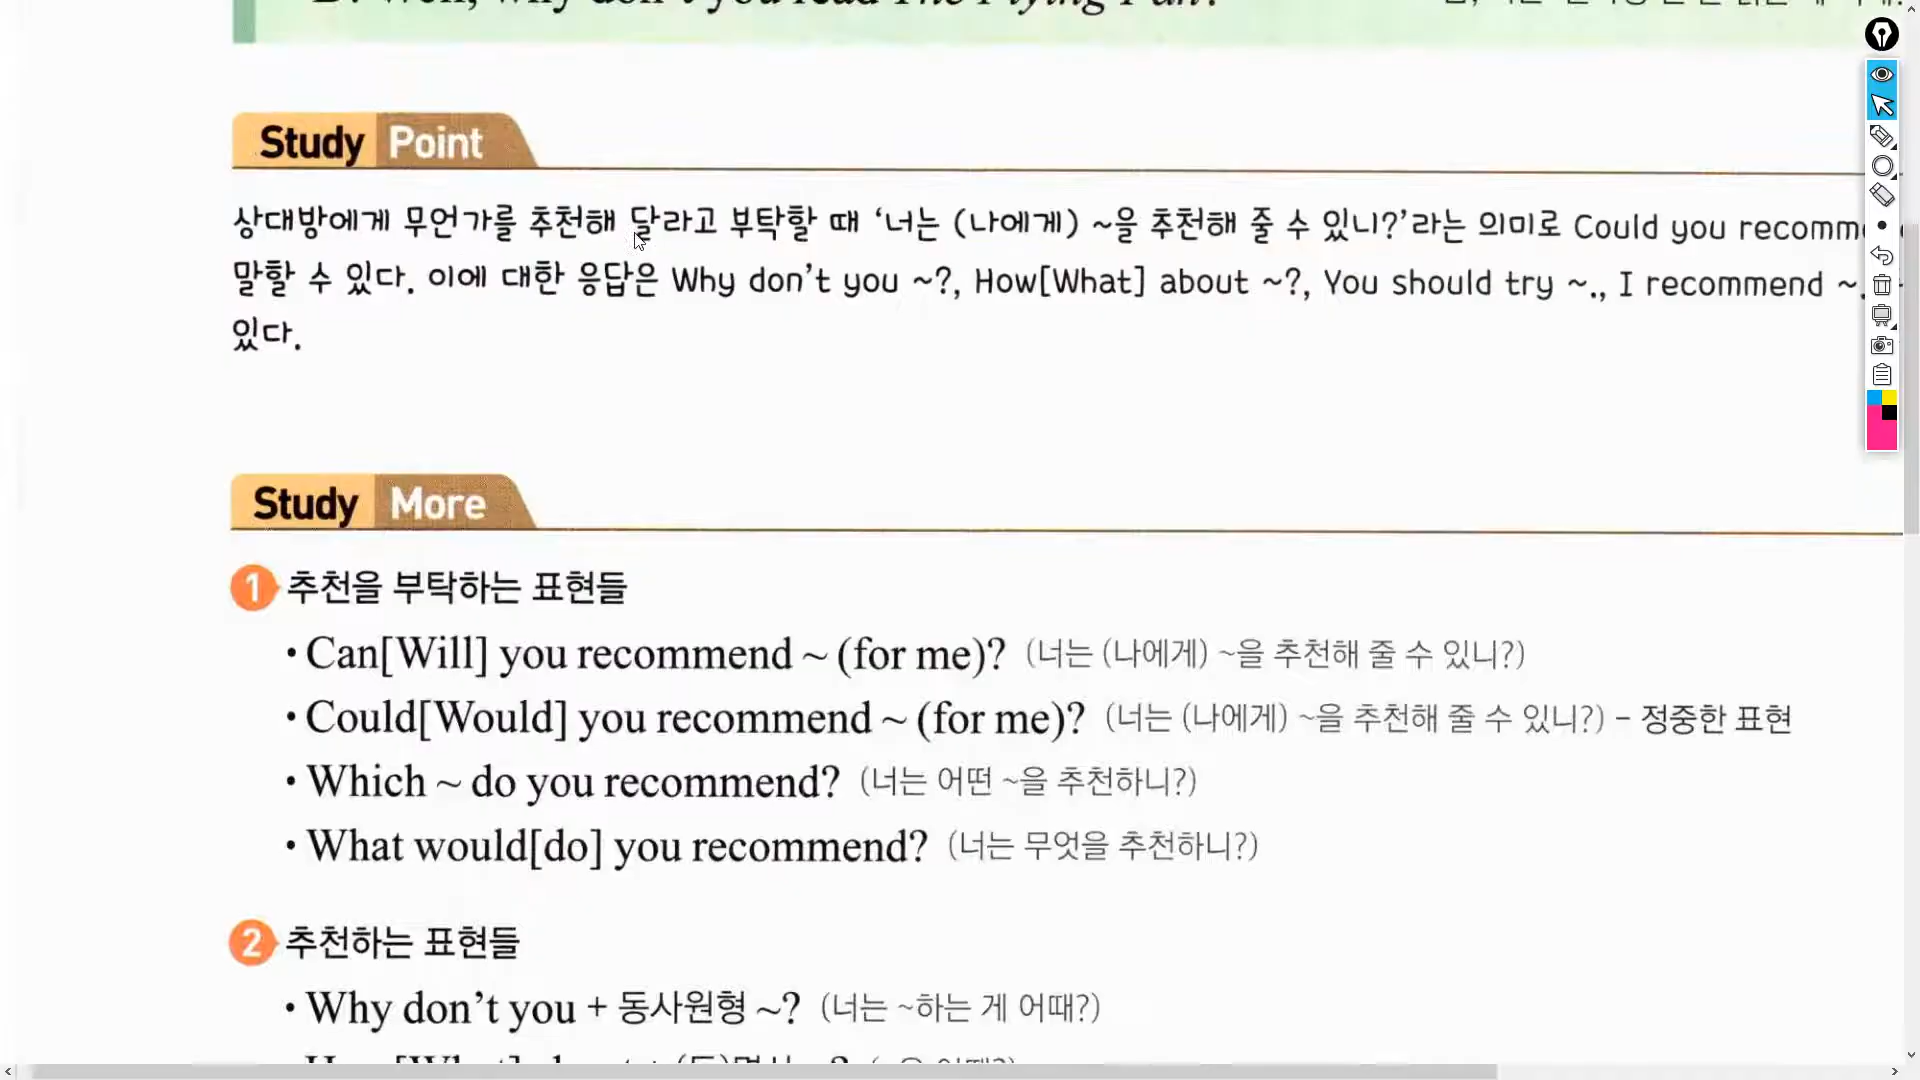 Well, why don't you read The Flying Pan?
Study Point
상대방에게 무언가를 추천해 달라고 부탁할 때 ‘너는 (나에게) ~을 추천해 줄 수 있니?’라는 의미로 Could you
말할 수 있다. 이에 대한 응답은 Why don't you ~?, How[What] about ~?, You should try ~., I recommend ~.
있다.
Study More
1 추천을 부탁하는 표현들
• Can[Will] you recommend ~ (for me)? (너는 (나에게) ~을 추천해 줄 수 있니?)
• Could[Would] you recommend ~ (for me)? (너는 (나에게) ~을 추천해 줄 수 있니?) – 정중한 표현
• Which ~ do you recommend? (너는 어떤 ~을 추천하니?)
• What would[do] you recommend? (너는 무엇을 추천하니?)
2 추천하는 표현들
• Why don't you + 동사원형 ~? (너는 ~하는 게 어때?)